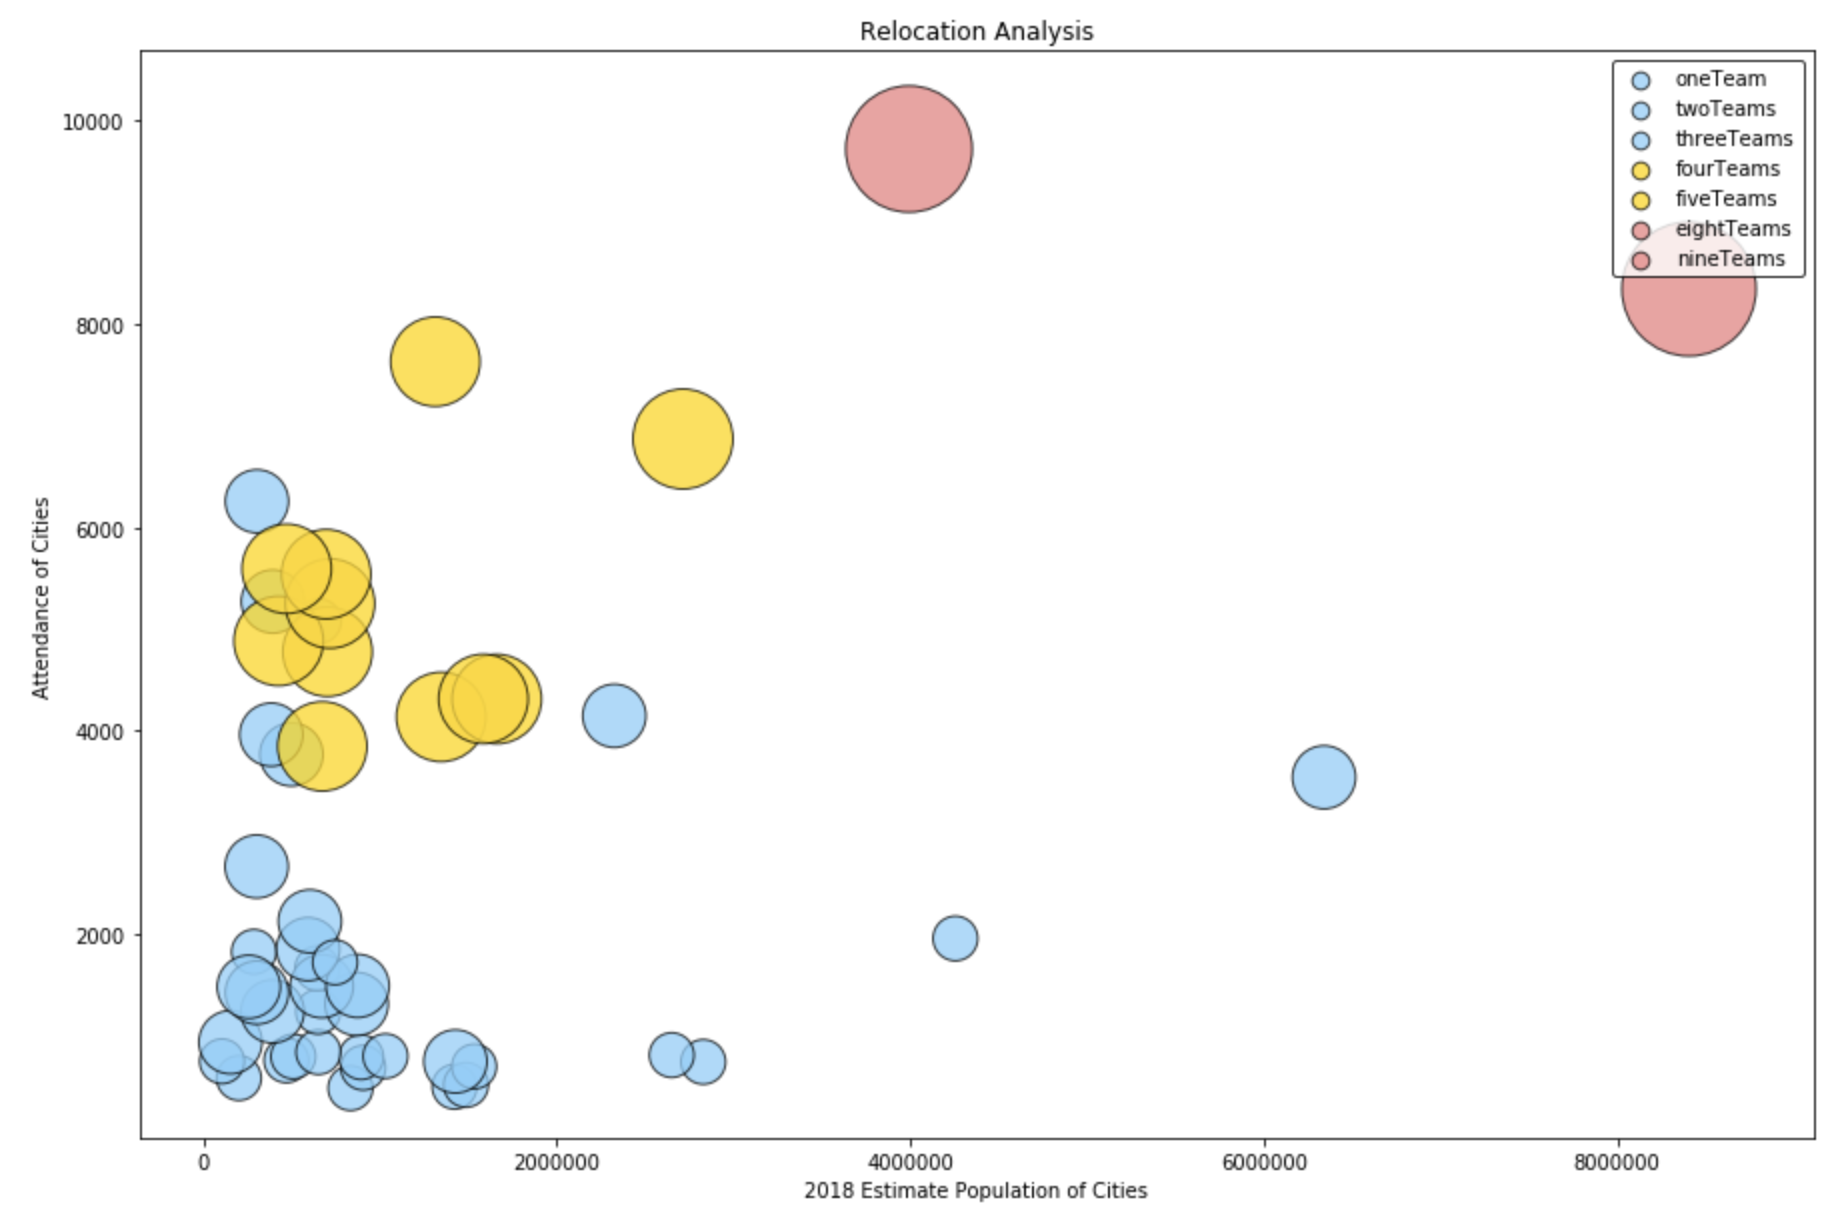 Relocation Analysis
oneTeam
twoTeams
threeTeams
fourTeams
fiveTeams
eightTeams
nineTeams
Attendance of Cities
10000
8000
6000
4000
2000
0 2000000 4000000 6000000 8000000
2018 Estimate Population of Cities